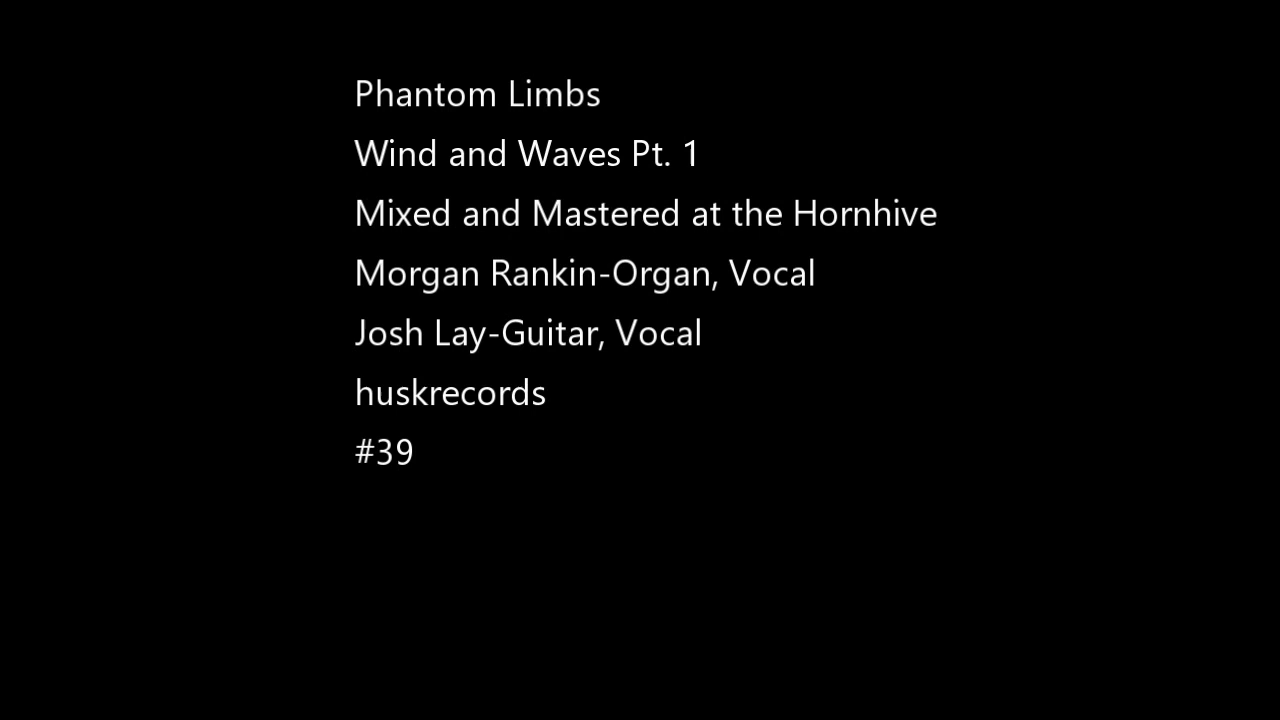 Phantom Limbs
Wind and Waves Pt. 1
Mixed and Mastered at the Hornhive
Morgan Rankin-Organ, Vocal
Josh Lay-Guitar, Vocal
huskrecords
#39